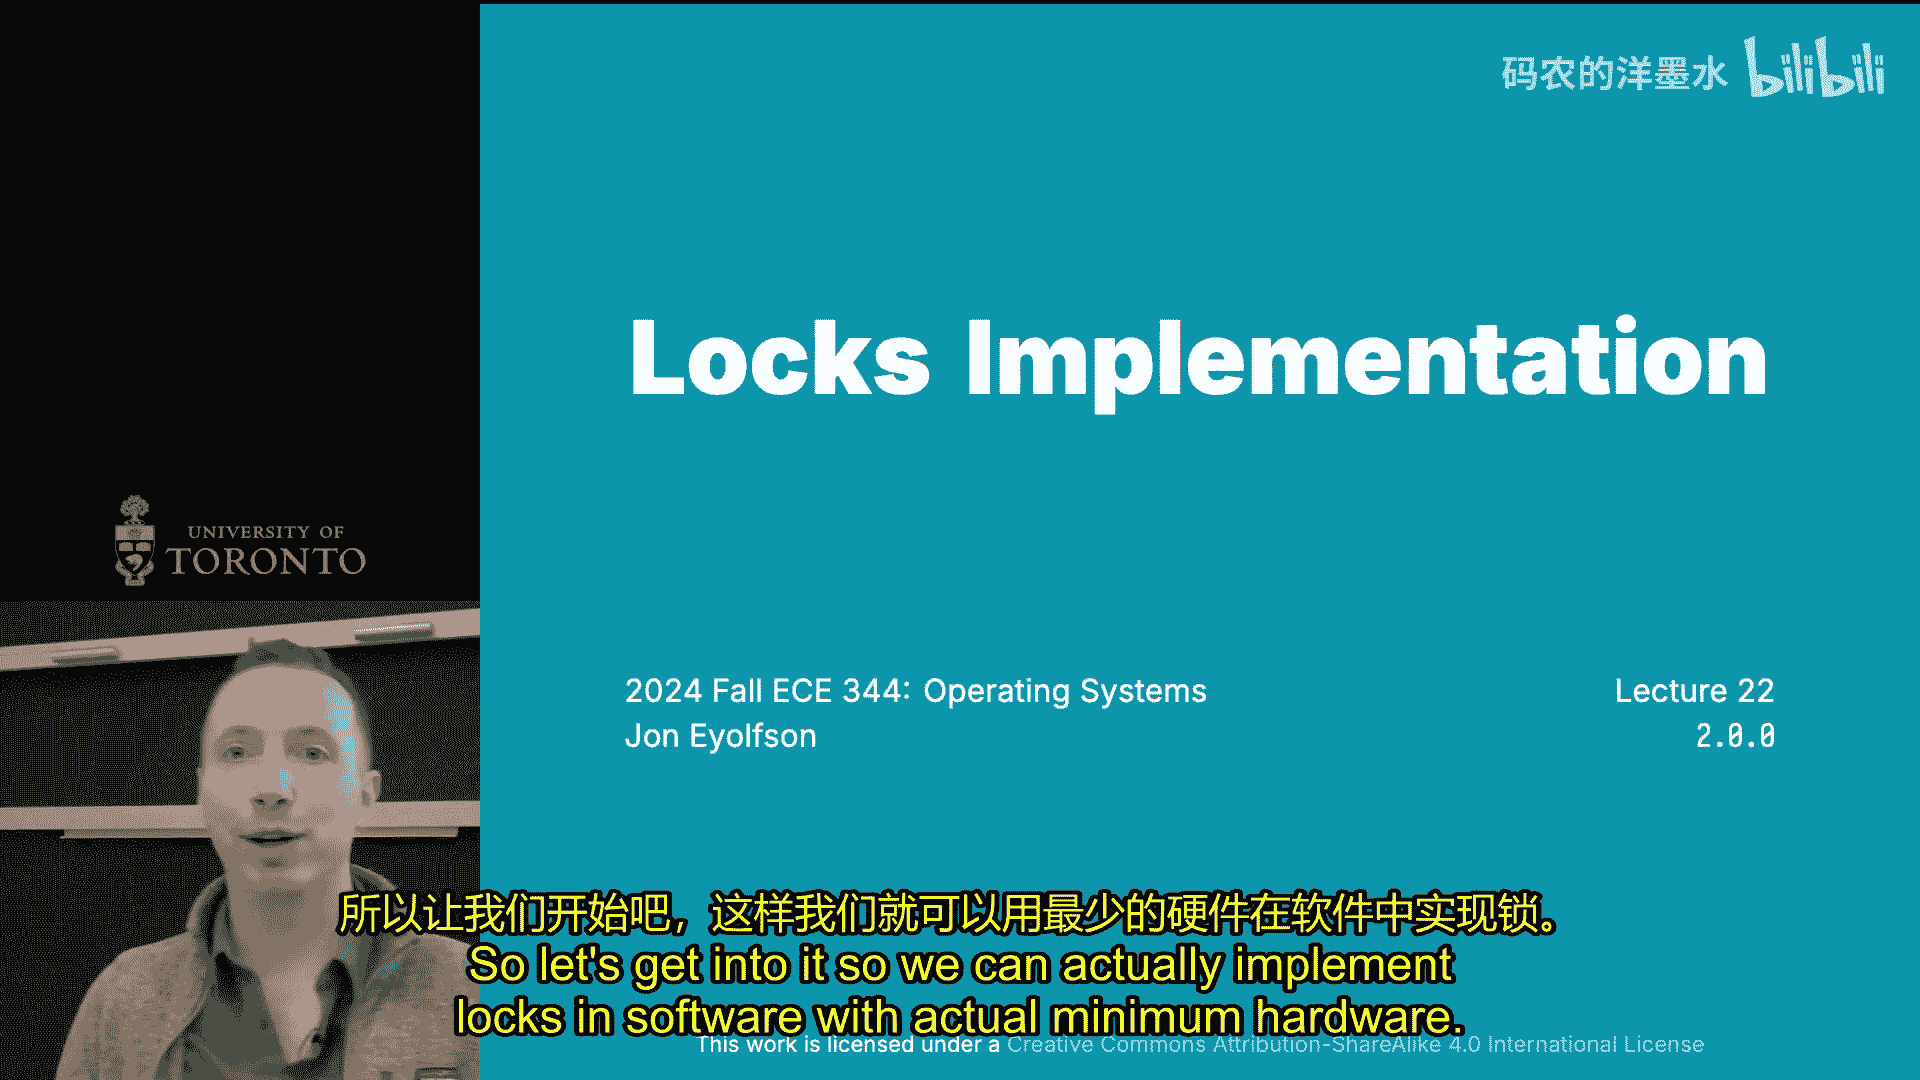 码农的洋墨水 bilibili
Locks Implementation
UNIVERSITY OF
TORONTO
2024 Fall ECE 344: Operating Systems
Lecture 22
Jon Eyolfson
2.0.0
所以让我们开始吧，这样我们就可以用最少的硬件在软件中实现锁。
So let's get into it so we can actually implement
locks in software with actual minimum hardware.
This work is licensed under a Creative Commons Attribution-ShareAlike 4.0 International License